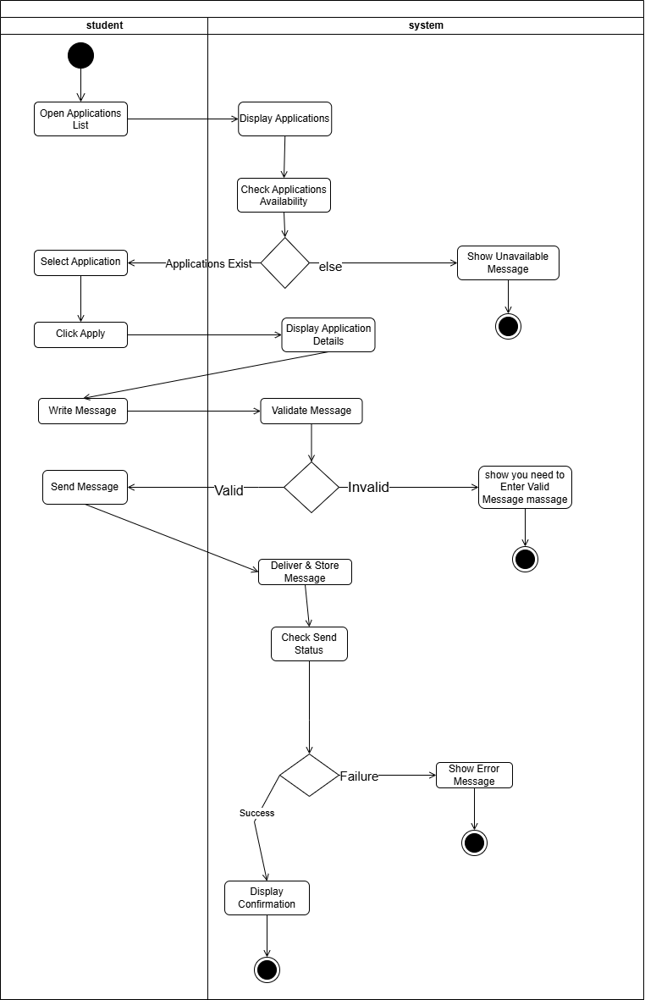 student
system
Open Applications
List
Display Applications
Check Applications
Availability
Select Application
Applications Exist
else
Show Unavailable
Message
Click Apply
Display Application
Details
Write Message
Validate Message
Send Message
Valid
Invalid
show you need to
Enter Valid
Message massage
Deliver & Store
Message
Check Send
Status
Failure
Show Error
Message
Success
Display
Confirmation